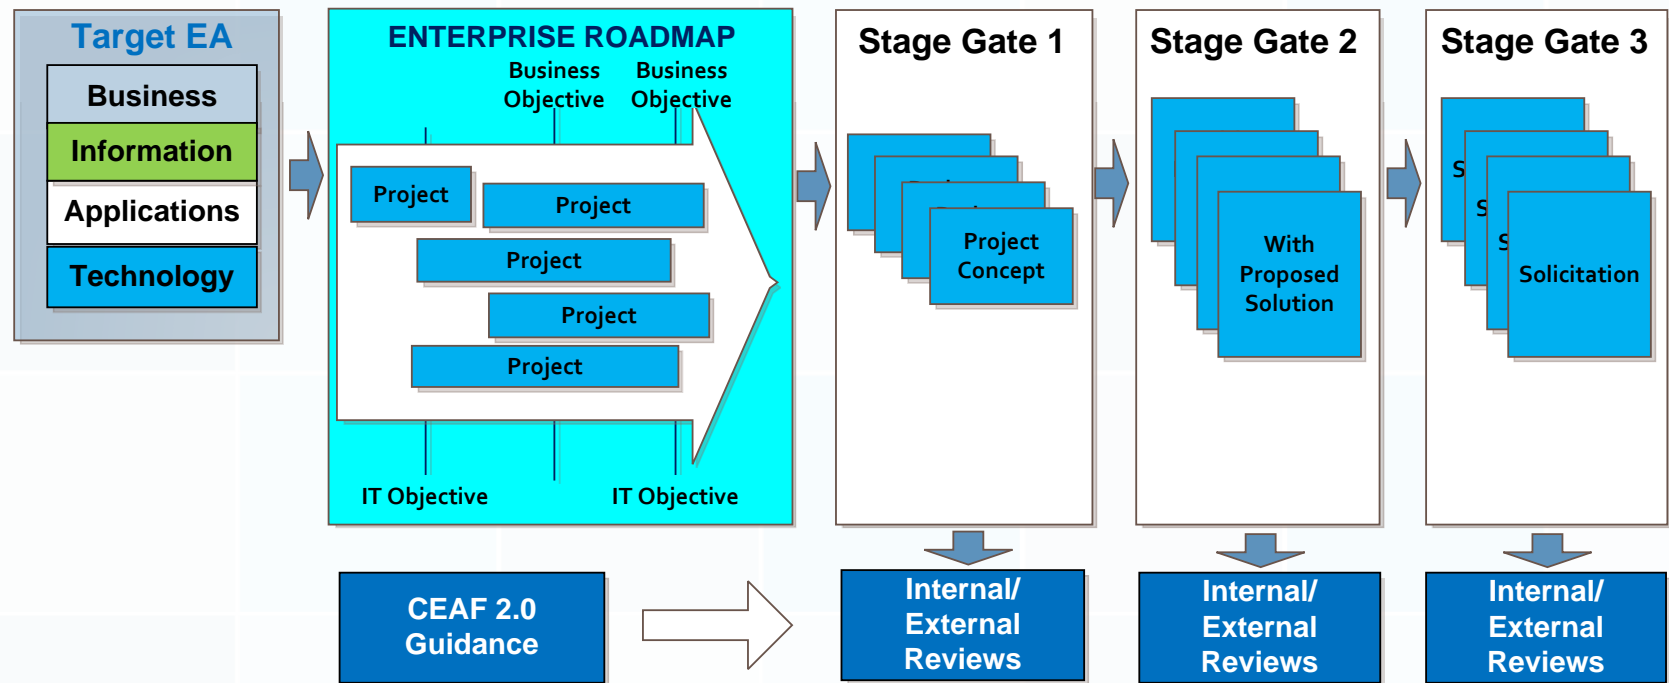 Target EA
Business
Information
Applications
Technology
ENTERPRISE ROADMAP
Business
Objective
Business
Objective
Project
Project
Project
Project
Project
IT Objective
IT Objective
Stage Gate 1
Project
Concept
Stage Gate 2
With
Proposed
Solution
Stage Gate 3
S
S
S
Solicitation
CEAF 2.0
Guidance
Internal/
External
Reviews
Internal/
External
Reviews
Internal/
External
Reviews